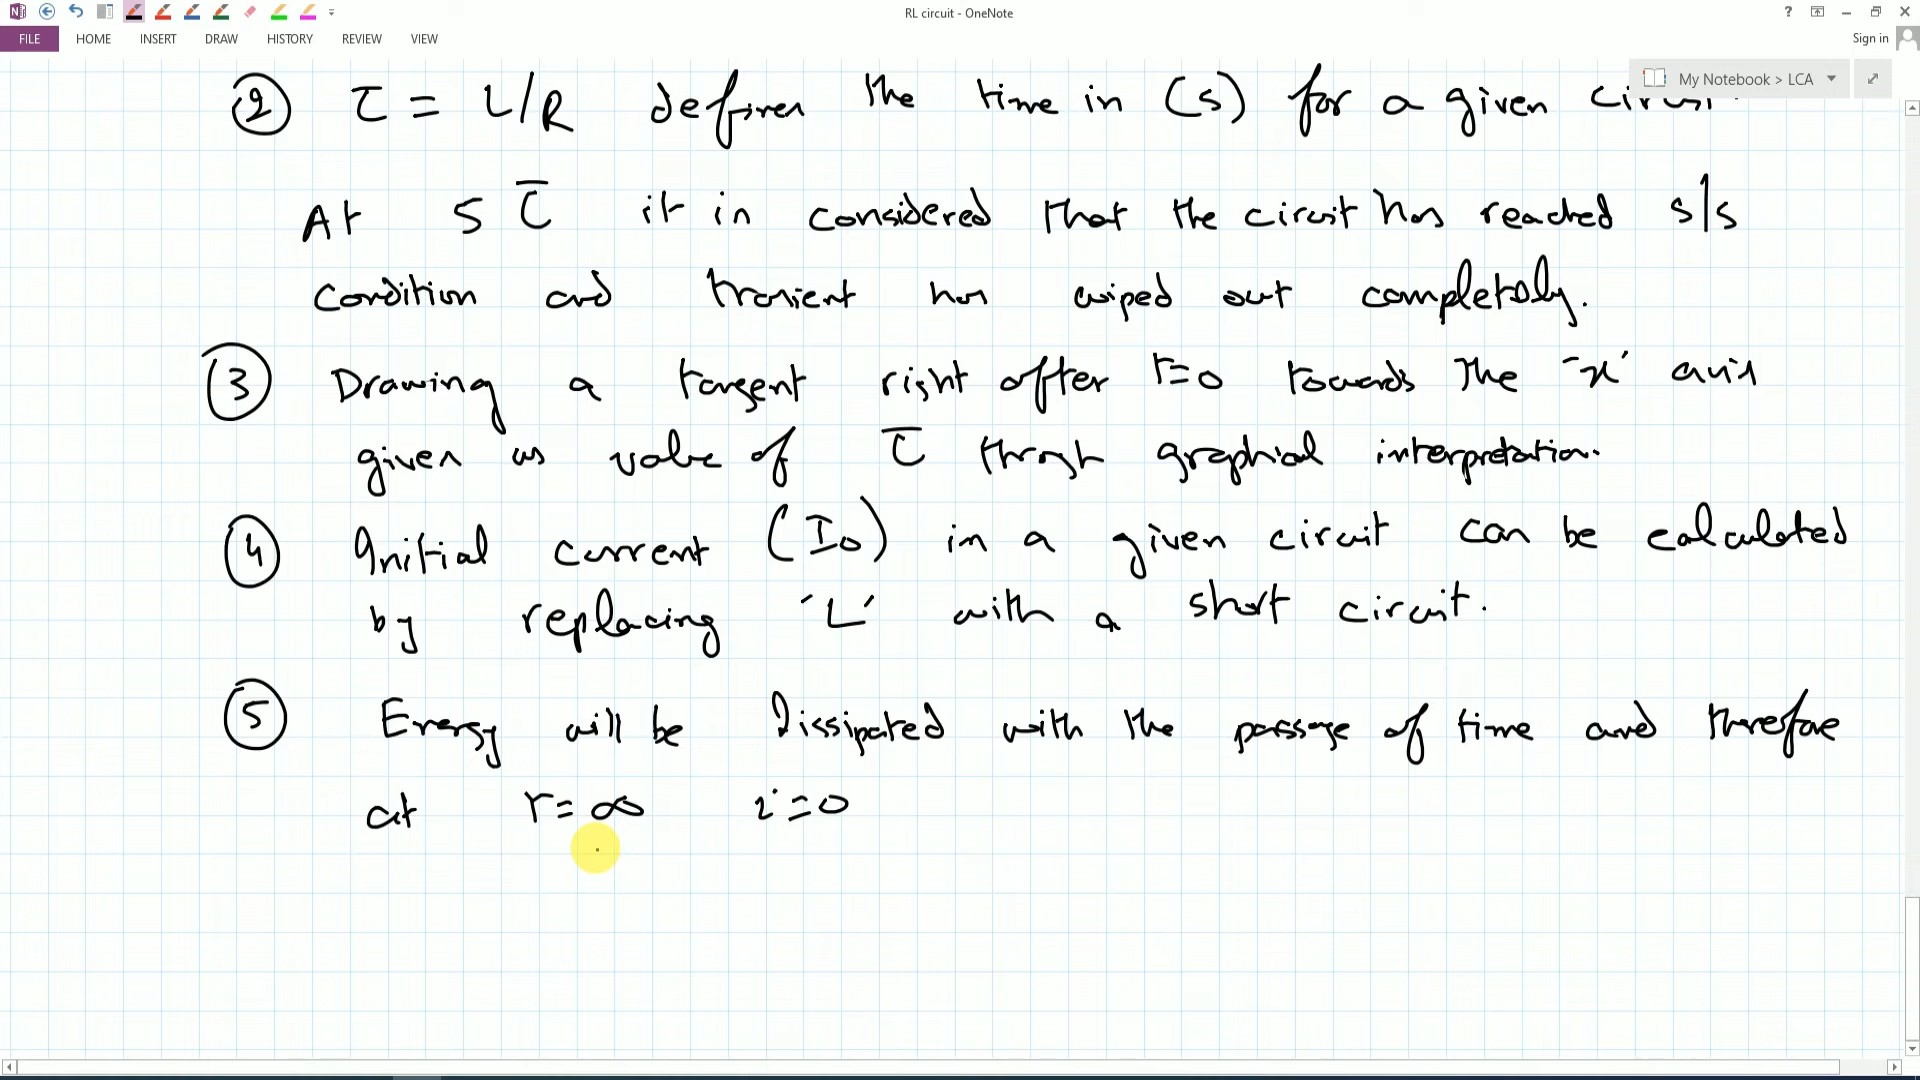 RL circuit - OneNote
FILE HOME INSERT DRAW HISTORY REVIEW VIEW
Sign in
My Notebook > LCA
② τ = L/R defines the time in (s) for a given circuit
At 5 τ it is considered that the circuit has reached s/s
condition and transient has wiped out completely.
③ Drawing a tangent right after t=0 towards the 'x' axis
given as value of τ through graphical interpretation.
④ Initial current (I₀) in a given circuit can be calculated
by replacing 'L' with a short circuit.
⑤ Energy will be Dissipated with the passage of time and therefore
at t=∞ i=0